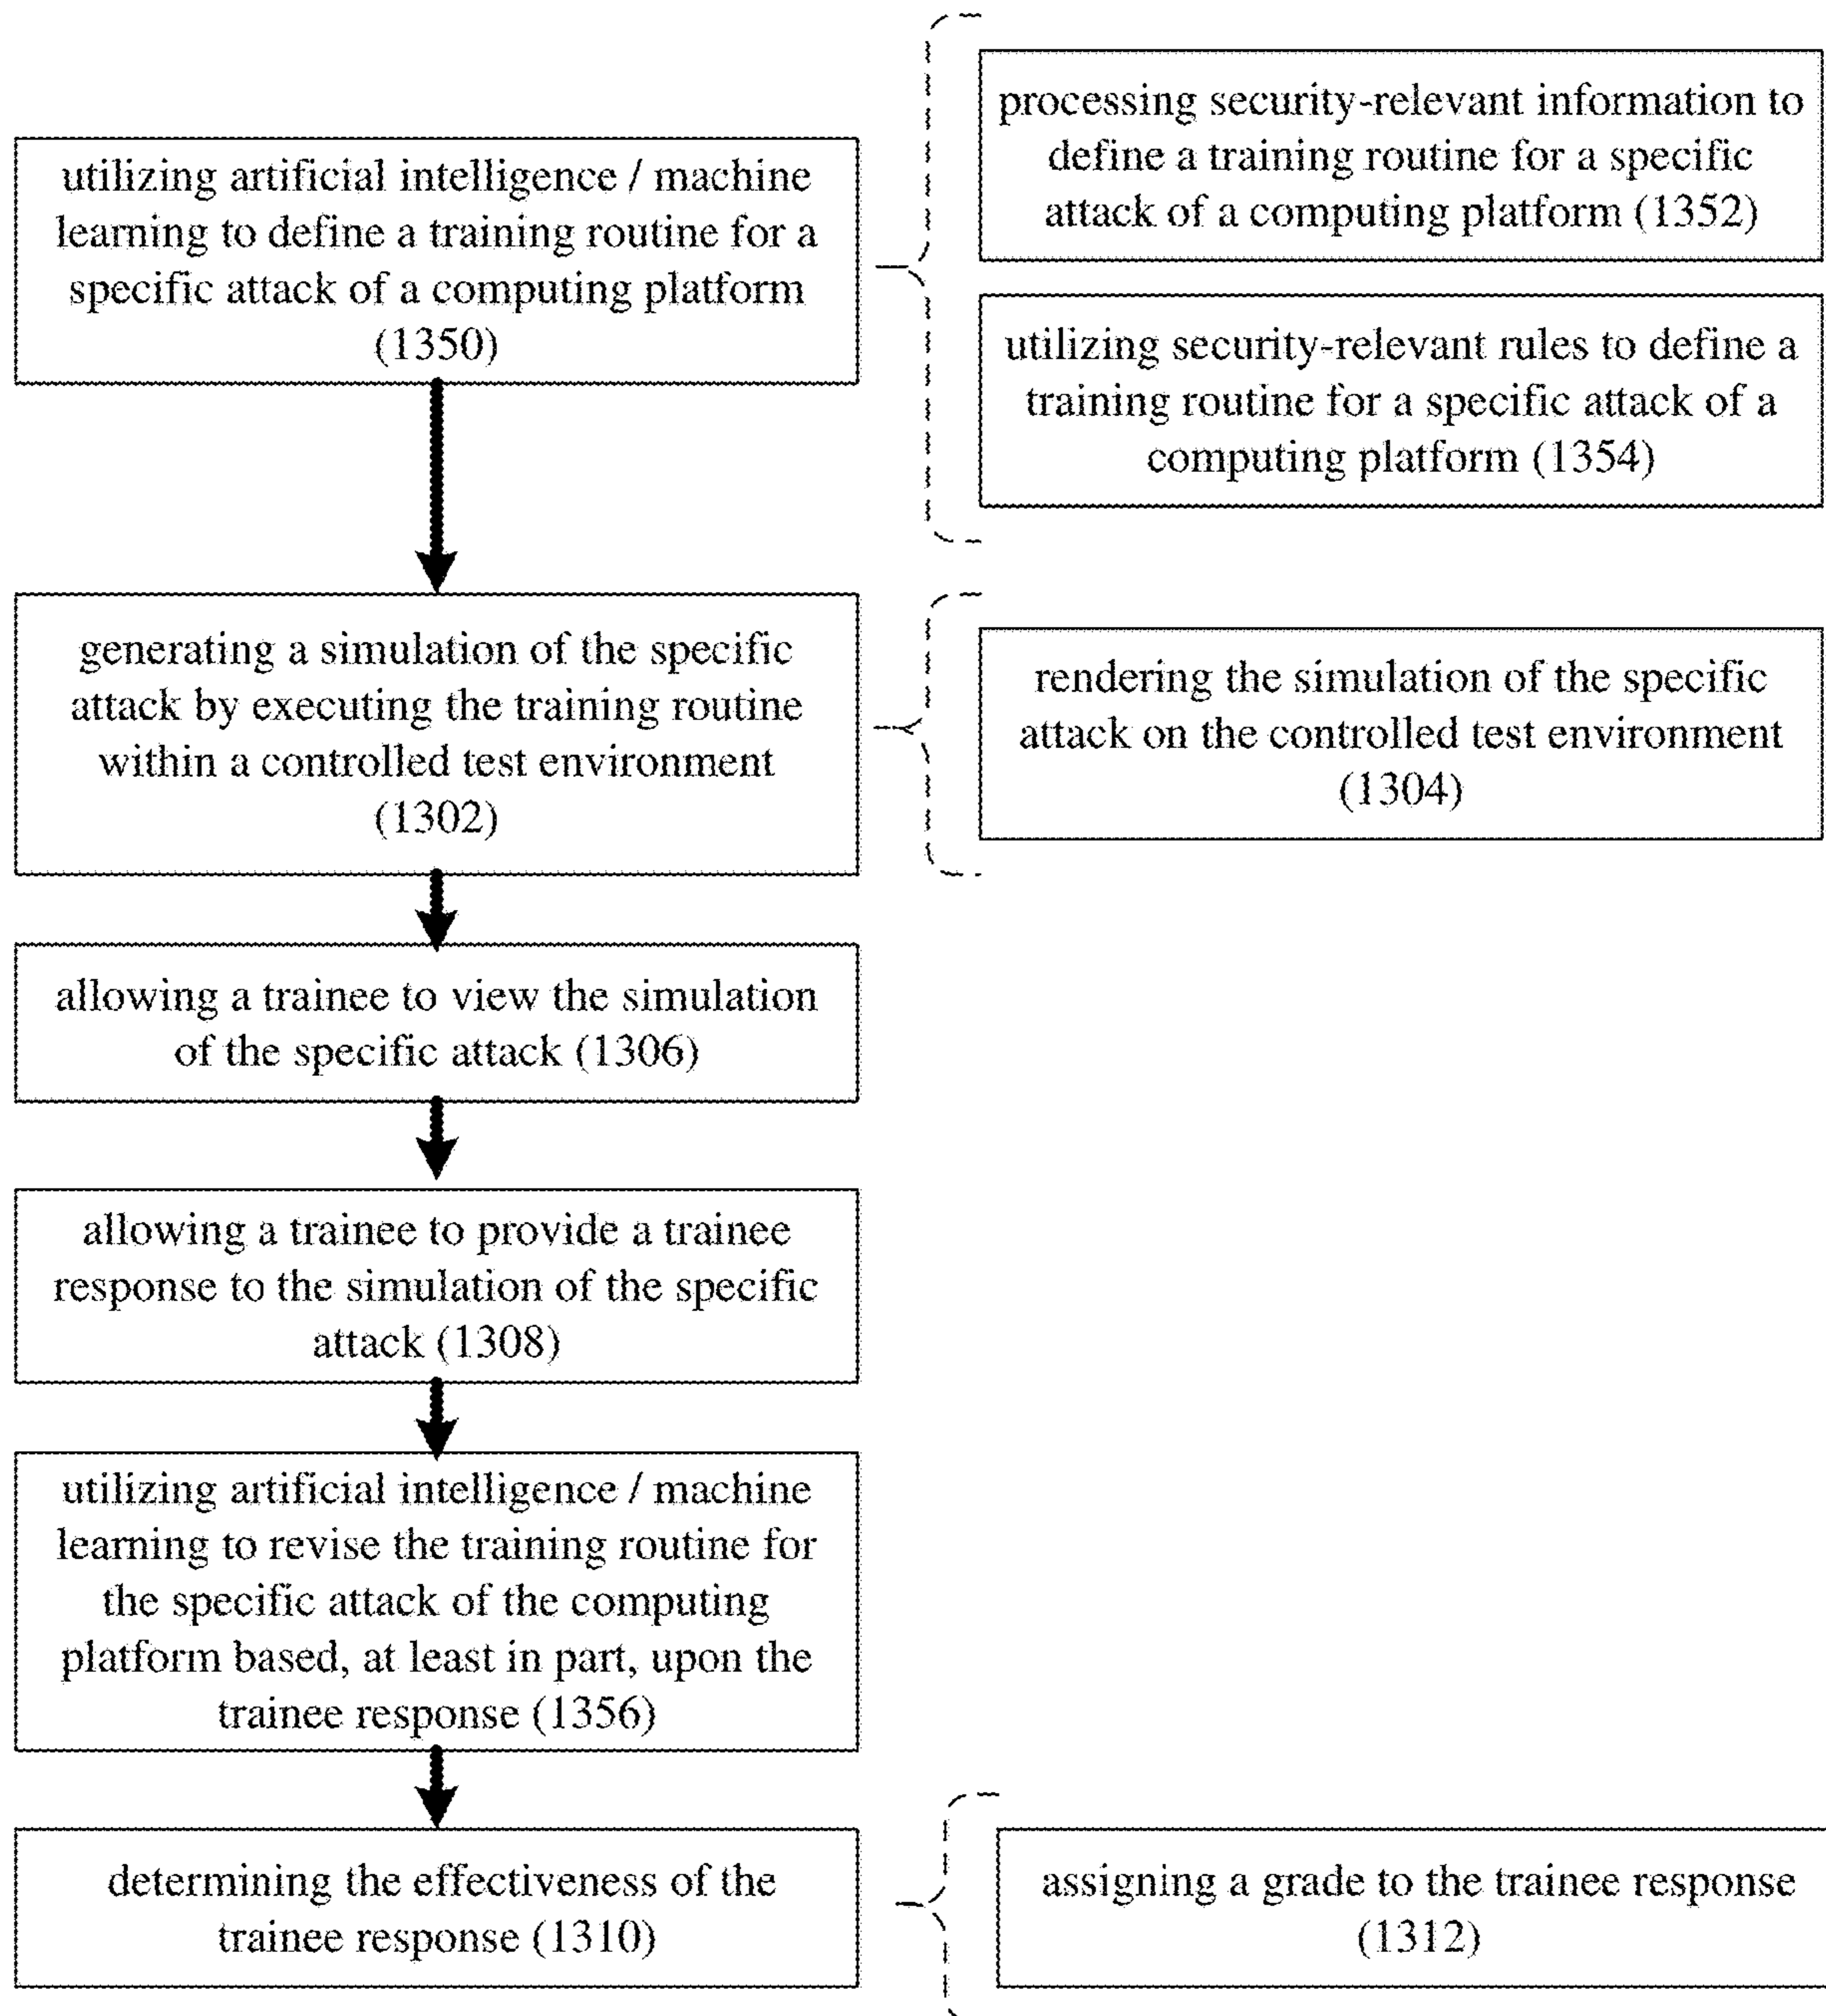 utilizing artificial intelligence / machine
learning to define a training routine for a
specific attack of a computing platform
(1350)
processing security-relevant information to
define a training routine for a specific
attack of a computing platform (1352)
utilizing security-relevant rules to define a
training routine for a specific attack of a
computing platform (1354)
generating a simulation of the specific
attack by executing the training routine
within a controlled test environment
(1302)
rendering the simulation of the specific
attack on the controlled test environment
(1304)
allowing a trainee to view the simulation
of the specific attack (1306)
allowing a trainee to provide a trainee
response to the simulation of the specific
attack (1308)
utilizing artificial intelligence / machine
learning to revise the training routine for
the specific attack of the computing
platform based, at least in part, upon the
trainee response (1356)
determining the effectiveness of the
trainee response (1310)
assigning a grade to the trainee response
(1312)